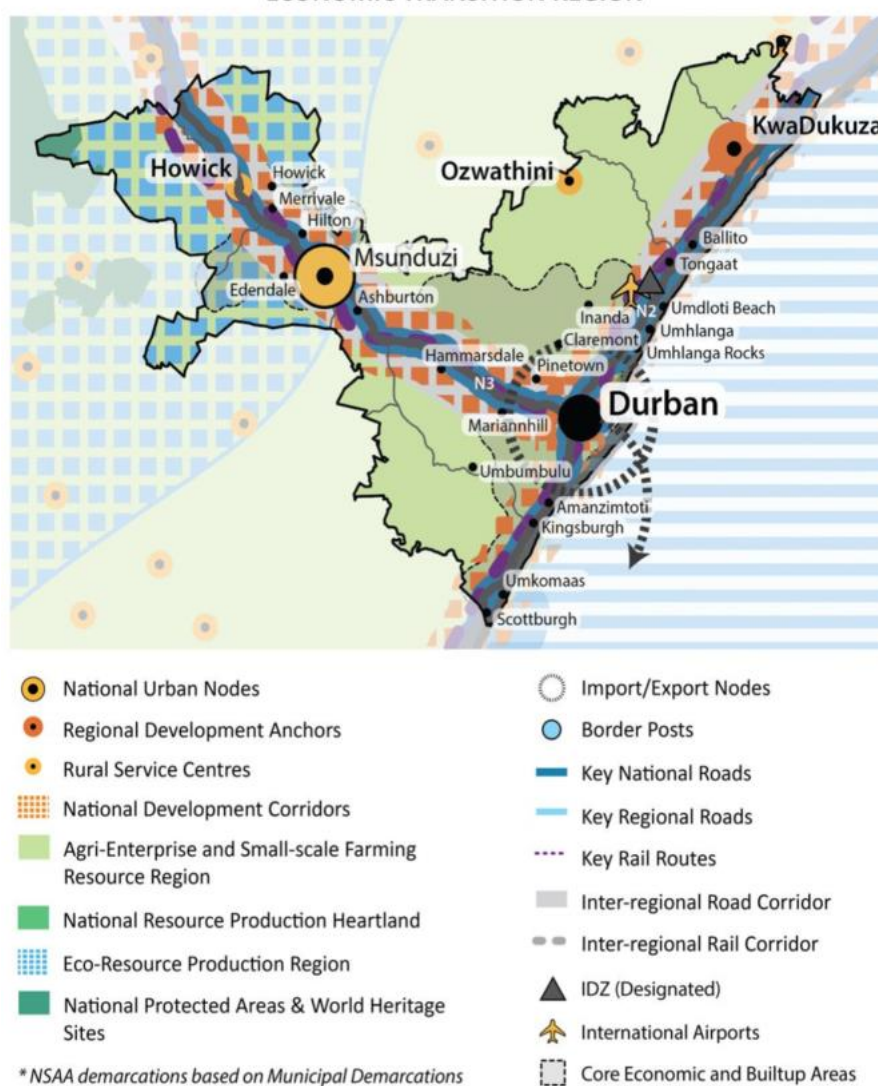 KwaDukuza
Howick
Howick
Ozwathini
Merrivale
Hilton
Msunduzi
Ballito
Tongaat
Edendale
Ashburton
N2
Umdloti Beach
Inanda
Umhlanga
Claremont
Umhlanga Rocks
Hammarsdale
Pinetown
N3
Durban
Mariannhill
Umbumbulu
Amanzimtoti
Kingsburgh
Umkomaas
Scottburgh
National Urban Nodes
Regional Development Anchors
Rural Service Centres
National Development Corridors
Agri-Enterprise and Small-scale Farming
Resource Region
National Resource Production Heartland
Eco-Resource Production Region
National Protected Areas & World Heritage
Sites
* NSAA demarcations based on Municipal Demarcations
Import/Export Nodes
Border Posts
Key National Roads
Key Regional Roads
Key Rail Routes
Inter-regional Road Corridor
Inter-regional Rail Corridor
IDZ (Designated)
International Airports
Core Economic and Builtup Areas